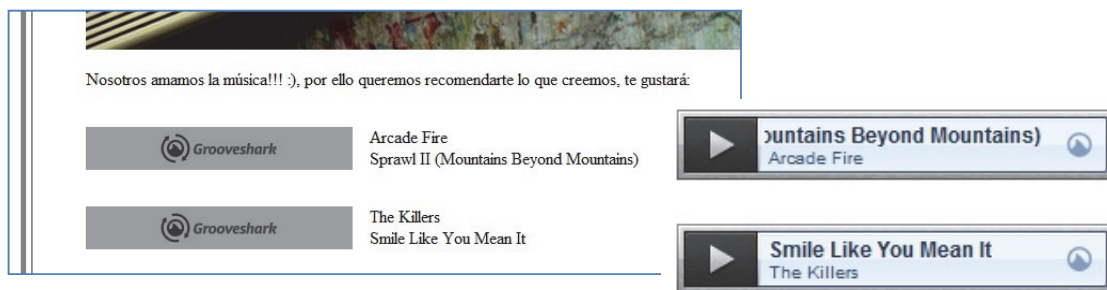 Nosotros amamos la música!!! :), por ello queremos recomendarte lo que creemos, te gustará:
Grooveshark
Arcade Fire
Sprawl II (Mountains Beyond Mountains)
Grooveshark
The Killers
Smile Like You Mean It
ountains Beyond Mountains)
Arcade Fire
Smile Like You Mean It
The Killers